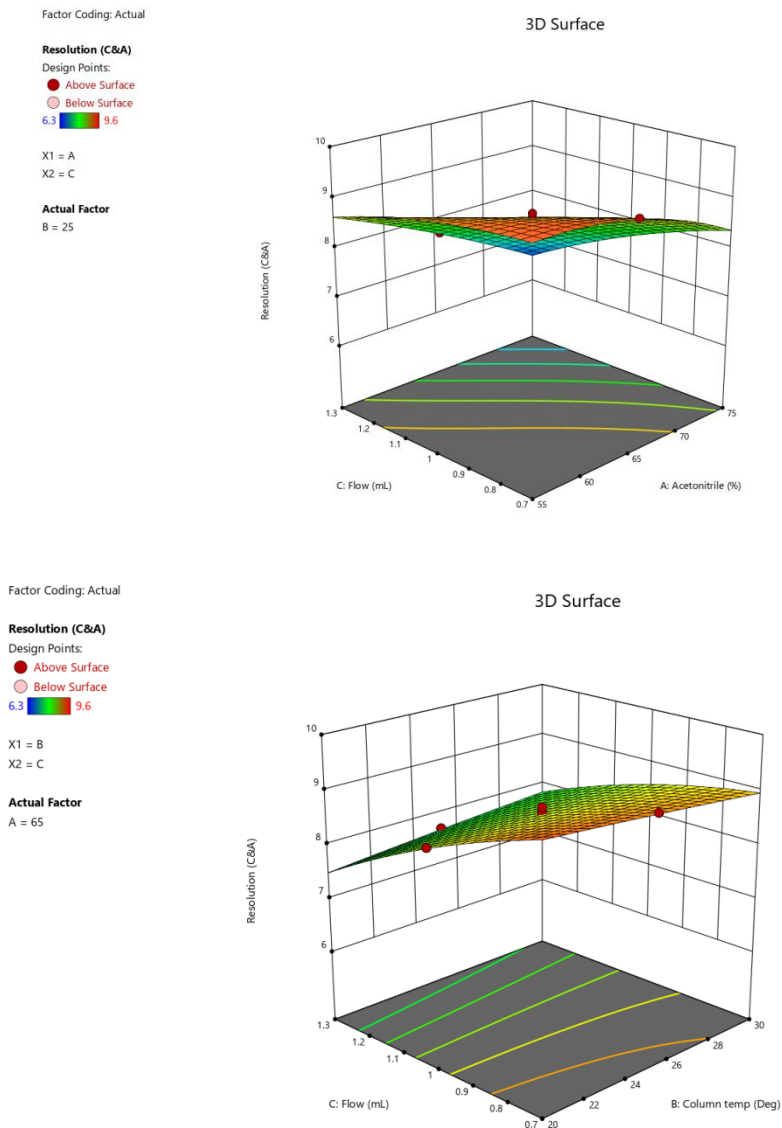 Factor Coding: Actual
3D Surface
Resolution (C&A)
Design Points:
Above Surface
Below Surface
6.3 9.6
X1 = A
X2 = C
Actual Factor
B = 25
10
9
8
7
6
Resolution (C&A)
1.3
1.2
1.1
1
0.9
0.8
0.7
55
60
65
70
75
C: Flow (mL)
A: Acetonitrile (%)
Factor Coding: Actual
3D Surface
Resolution (C&A)
Design Points:
Above Surface
Below Surface
6.3 9.6
X1 = B
X2 = C
Actual Factor
A = 65
10
9
8
7
6
Resolution (C&A)
1.3
1.2
1.1
1
0.9
0.8
0.7
20
22
24
26
28
30
C: Flow (mL)
B: Column temp (Deg)